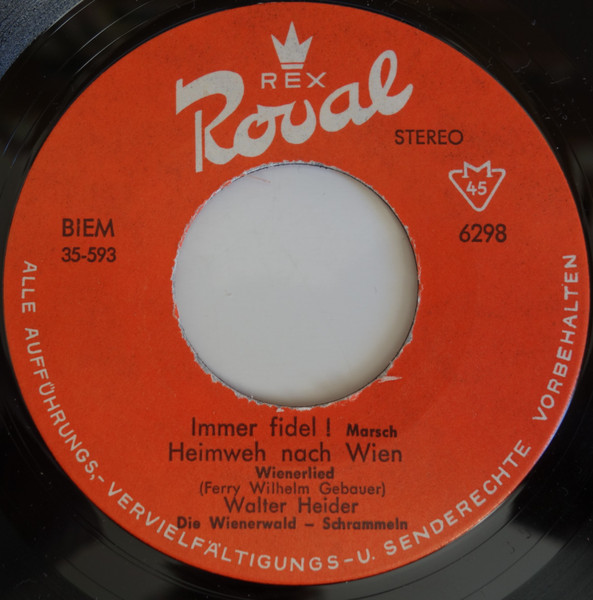 REX
Royal
STEREO
M
45
BIEM
35-593
6298
Immer fidel ! Marsch
Heimweh nach Wien
Wienerlied
(Ferry Wilhelm Gebauer)
Walter Heider
Die Wienerwald – Schrammeln
ALLE AUFFÜHRUNGS,- VERVIELFÄLTIGUNGS-U. SENDERECHTE VORBEHALTEN